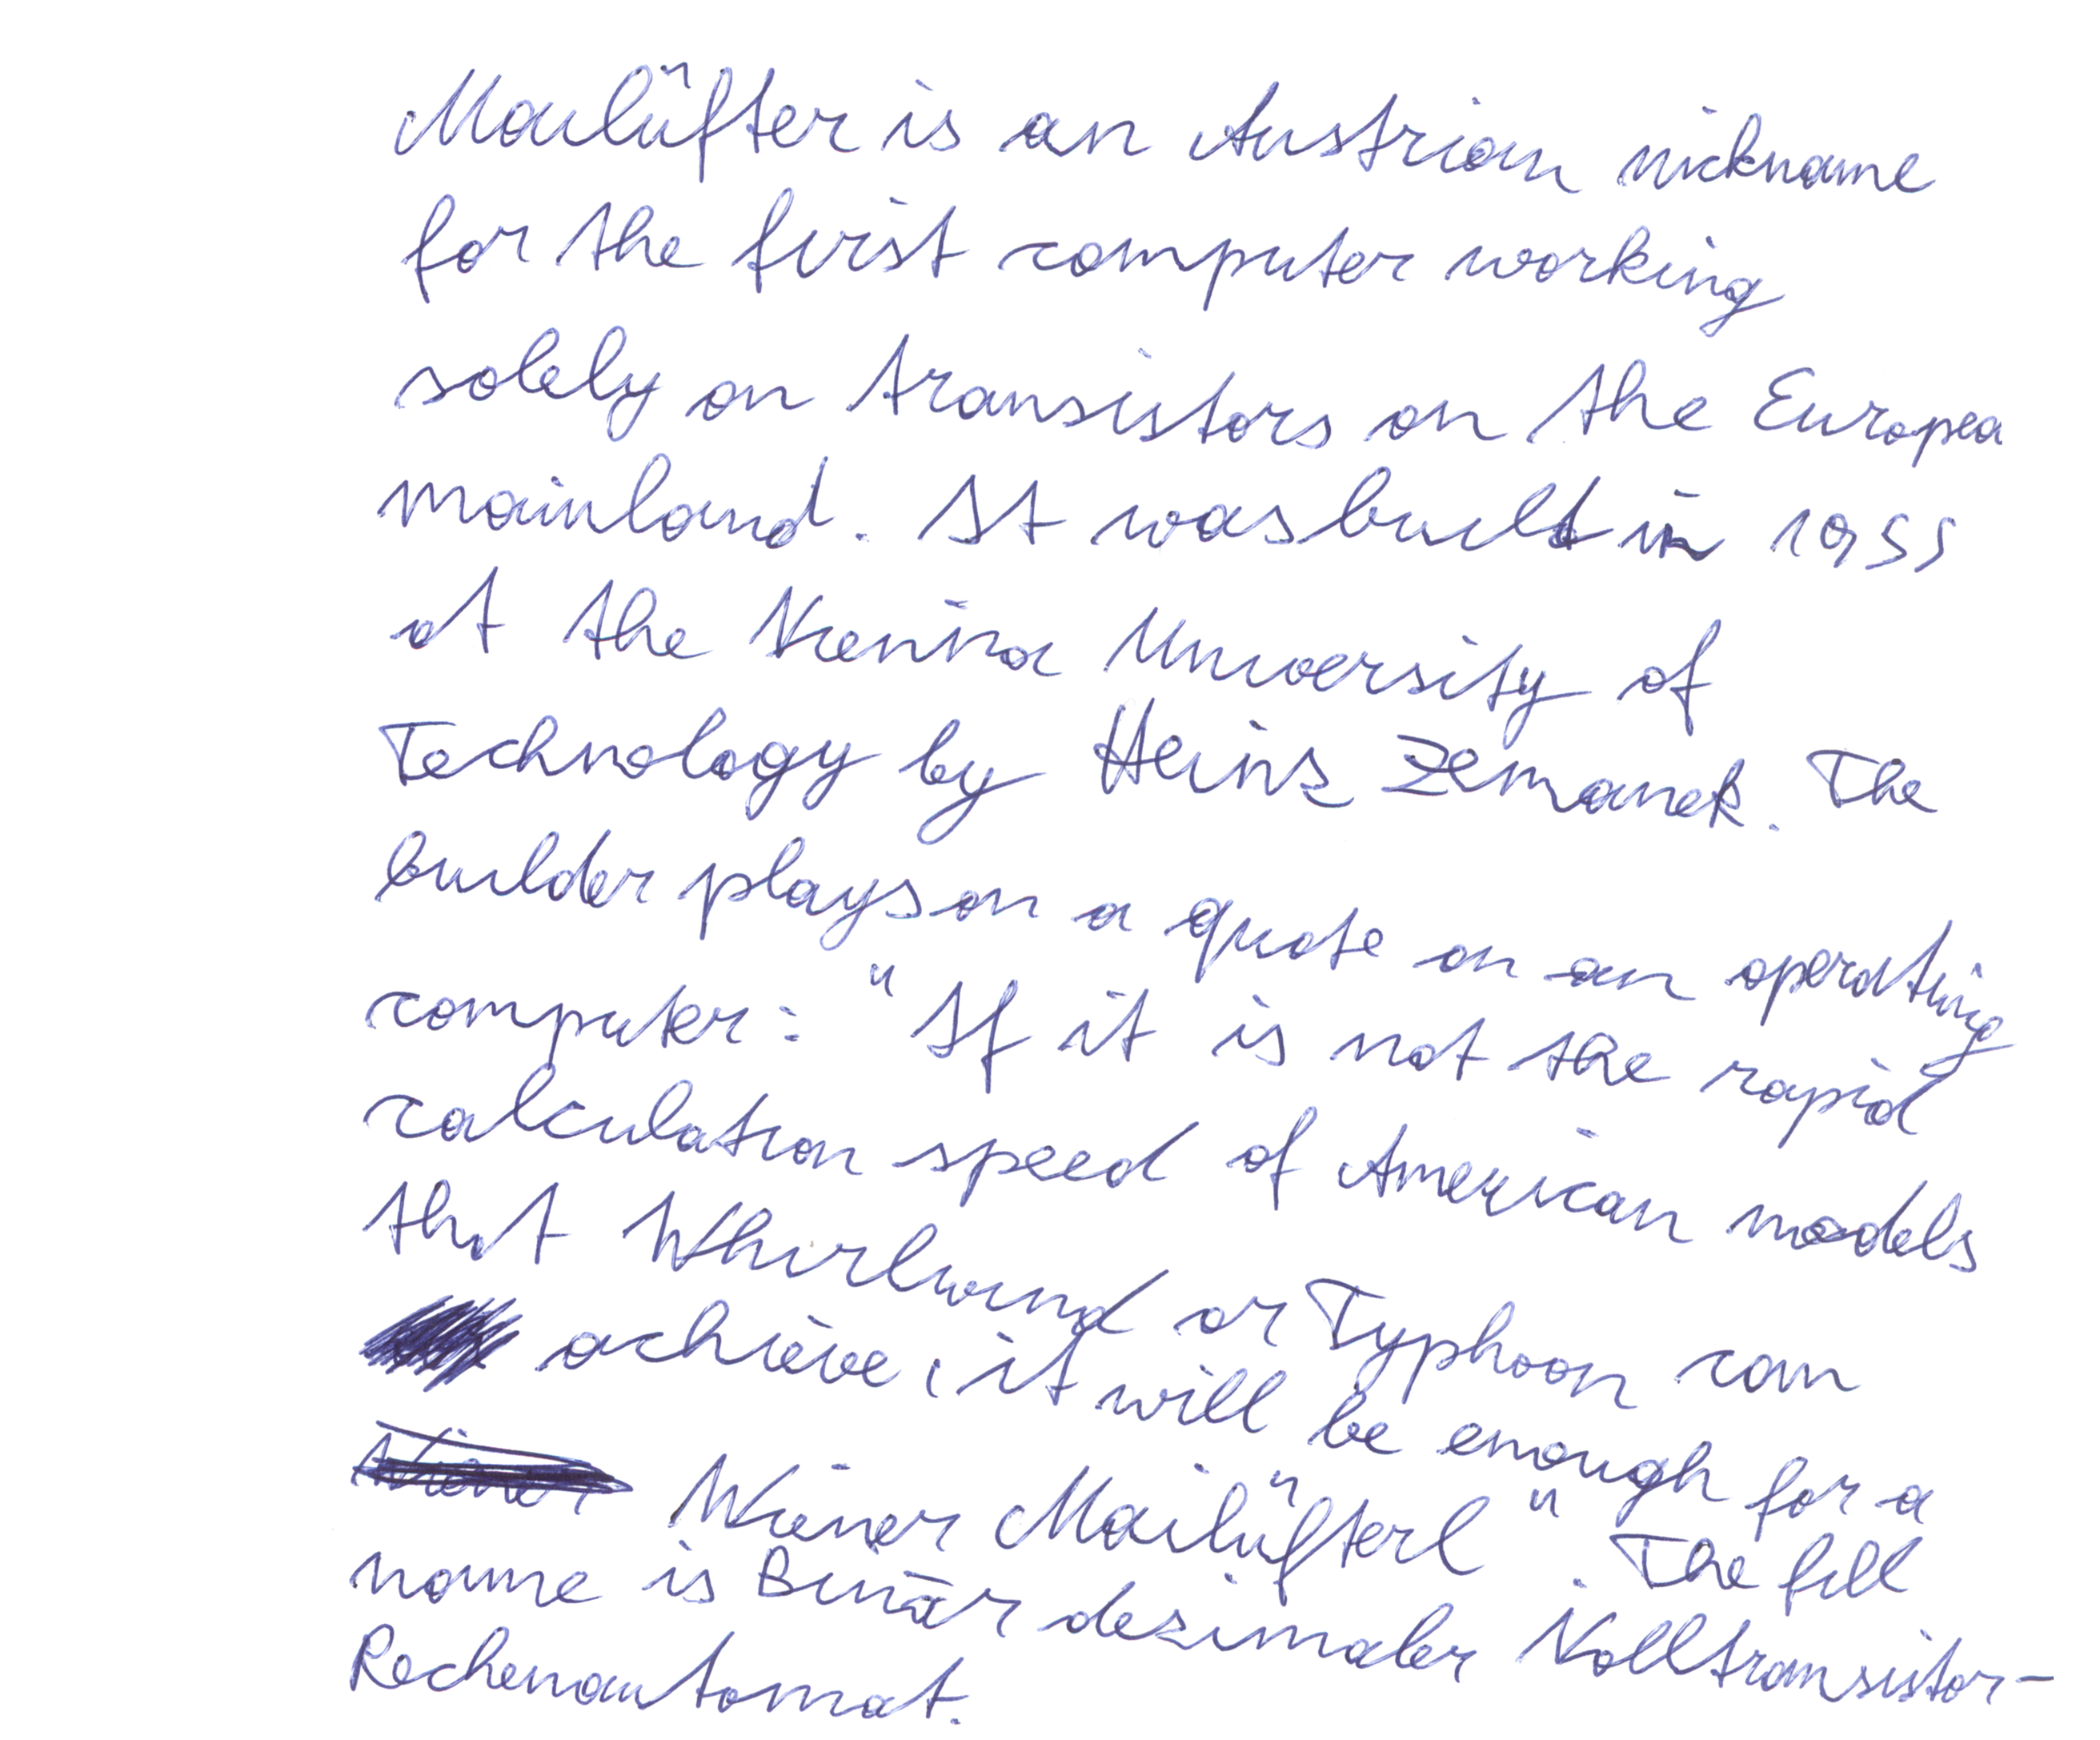 Mailüfter is an Austrian nickname
for the first computer working
solely on transistors on the Europea
mainland. It was built in 1955
at the Vienna University of
Technology by Heinz Zemanek. The
builder plays on a quote on an operating
computer: "If it is not the rapid
calculation speed of American models
that Whirlwind or Typhoon can
achieve, it will be enough for a
Wiener Mailüfterl". The full
name is Binär dezimaler Volltransistor-
Rechenautomat.